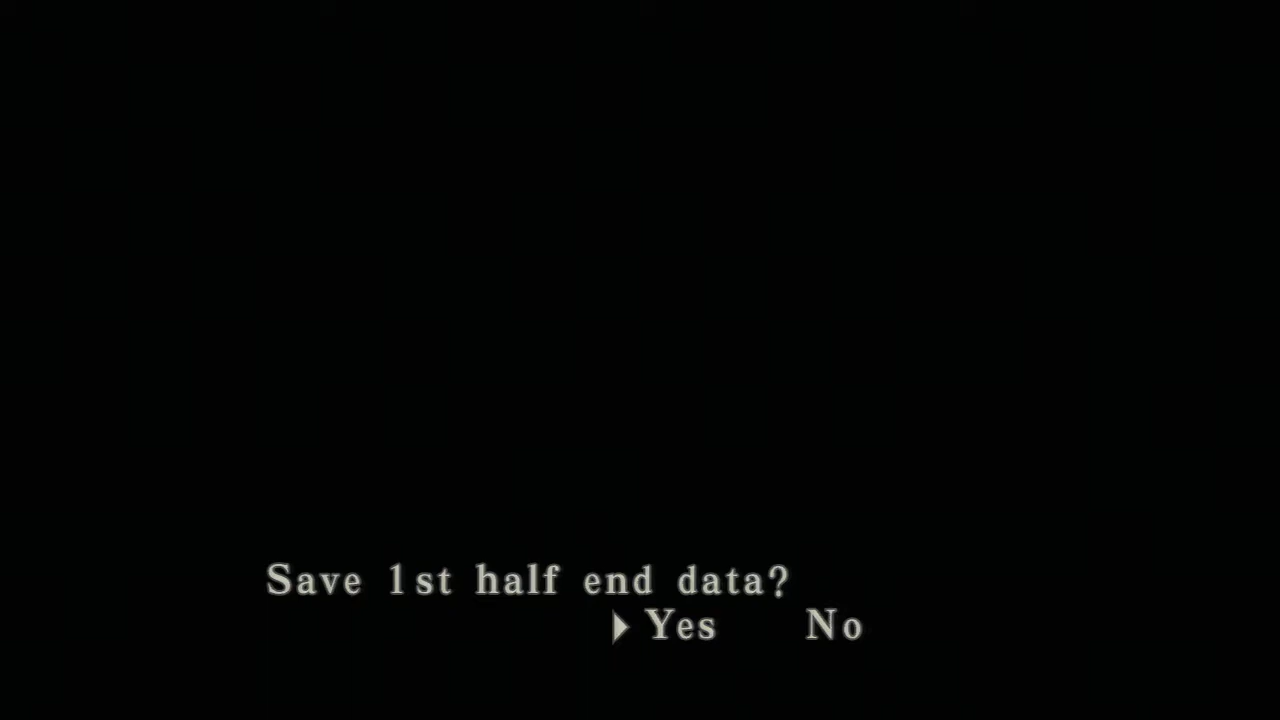 Save 1st half end data?
Yes No